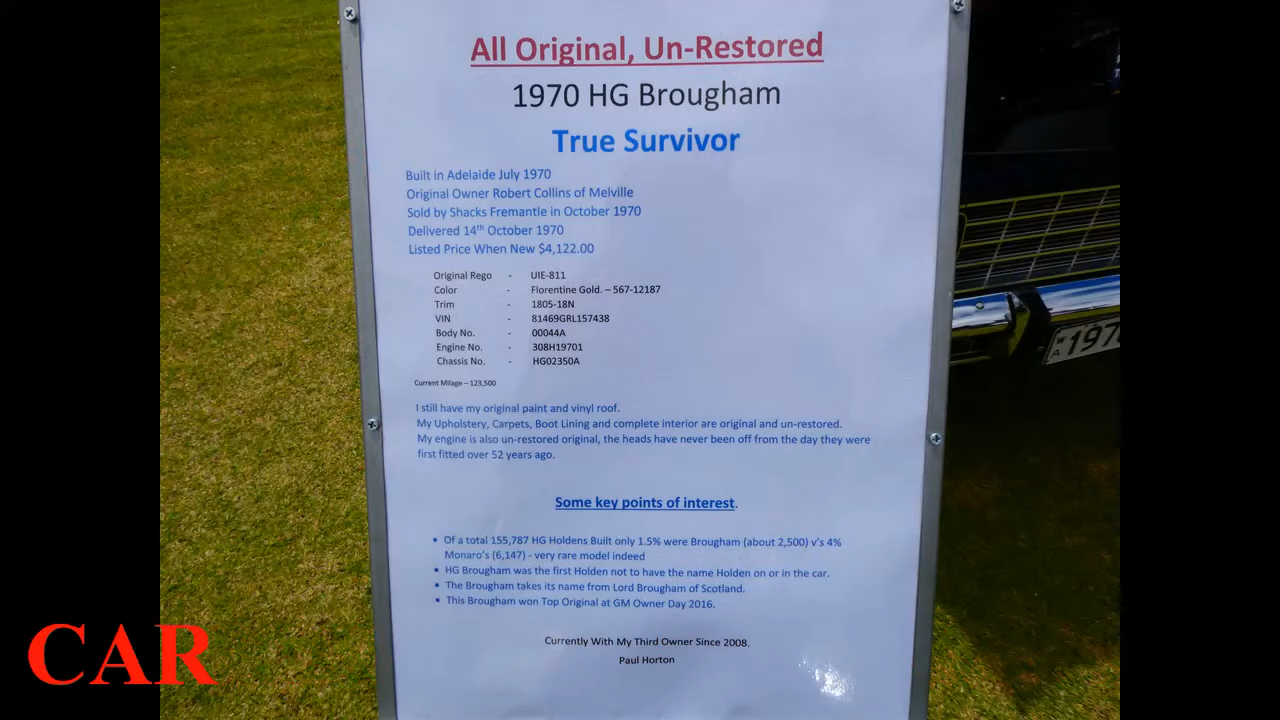 All Original, Un-Restored
1970 HG Brougham
True Survivor
Built in Adelaide July 1970
Original Owner Robert Collins of Melville
Sold by Shacks Fremantle in October 1970
Delivered 14th October 1970
Listed Price When New $4,122.00
Original Rego - UIE-811
Color - Florentine Gold. – 567-12187
Trim - 1805-18N
VIN - 81469GRL157438
Body No. - 00044A
Engine No. - 308H19701
Chassis No. - HG02350A
Current Milage – 123,500
I still have my original paint and vinyl roof.
My Upholstery, Carpets, Boot Lining and complete interior are original and un-restored.
My engine is also un-restored original, the heads have never been off from the day they were
first fitted over 52 years ago.
Some key points of interest.
• Of a total 155,787 HG Holdens Built only 1.5% were Brougham (about 2,500) v's 4%
Monaro's (6,147) - very rare model indeed
• HG Brougham was the first Holden not to have the name Holden on or in the car.
• The Brougham takes its name from Lord Brougham of Scotland.
• This Brougham won Top Original at GM Owner Day 2016.
Currently With My Third Owner Since 2008.
Paul Horton
WA 1970
CAR